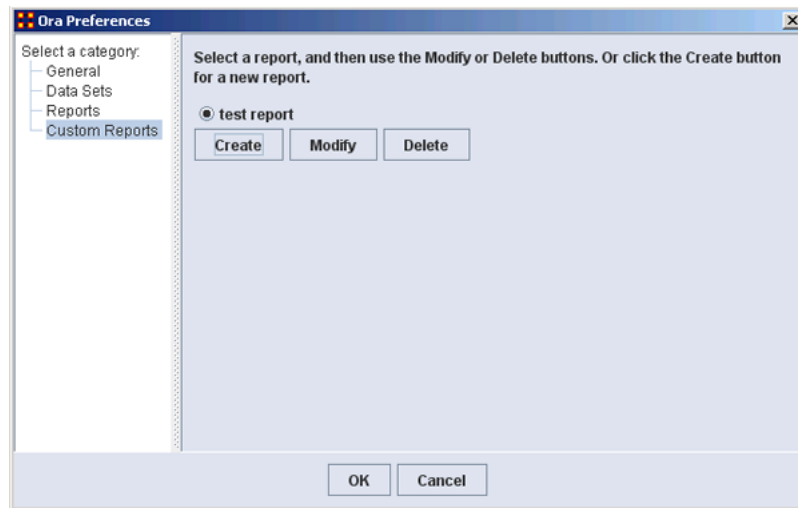 Ora Preferences
Select a category:
General
Data Sets
Reports
Custom Reports
Select a report, and then use the Modify or Delete buttons. Or click the Create button
for a new report.
test report
Create Modify Delete
OK Cancel